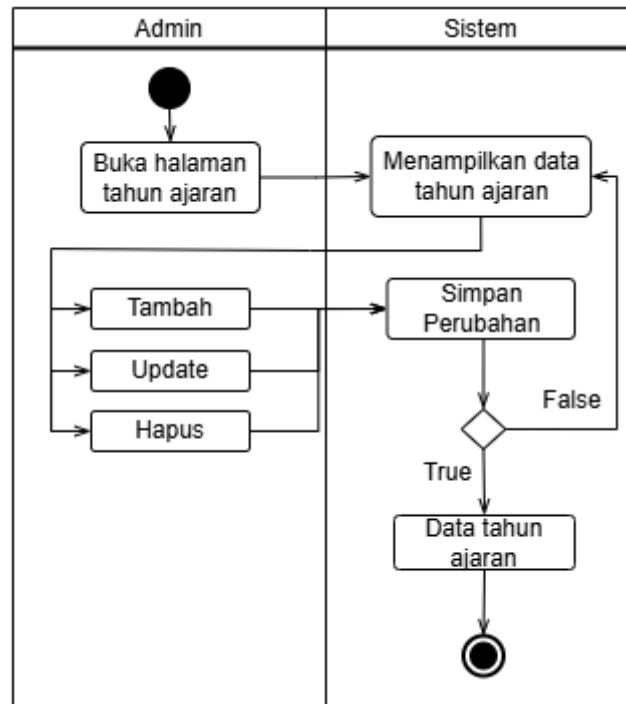 Admin
Sistem
Buka halaman
tahun ajaran
Menampilkan data
tahun ajaran
Tambah
Update
Hapus
Simpan
Perubahan
False
True
Data tahun
ajaran